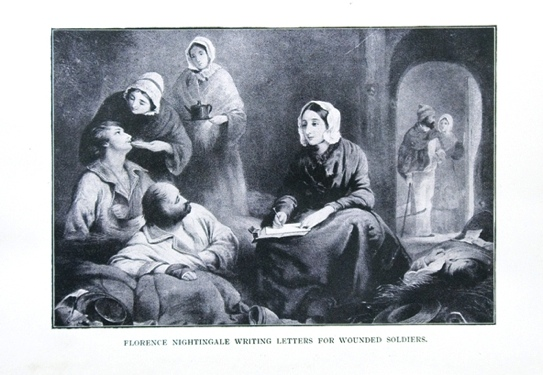 FLORENCE NIGHTINGALE WRITING LETTERS FOR WOUNDED SOLDIERS.